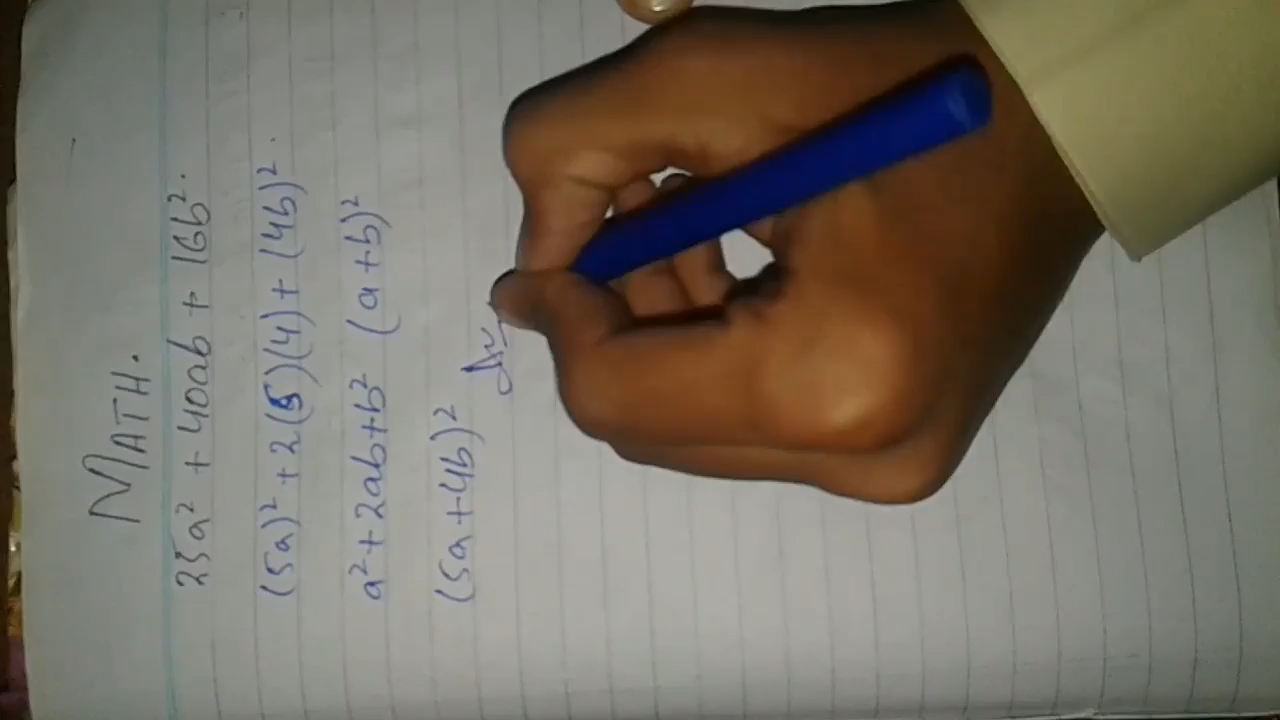 MATH.
25a² + 40ab + 16b².
(5a)² + 2(5)(4) + (4b)².
a² + 2ab + b² (a + b)²
(5a + 4b)²